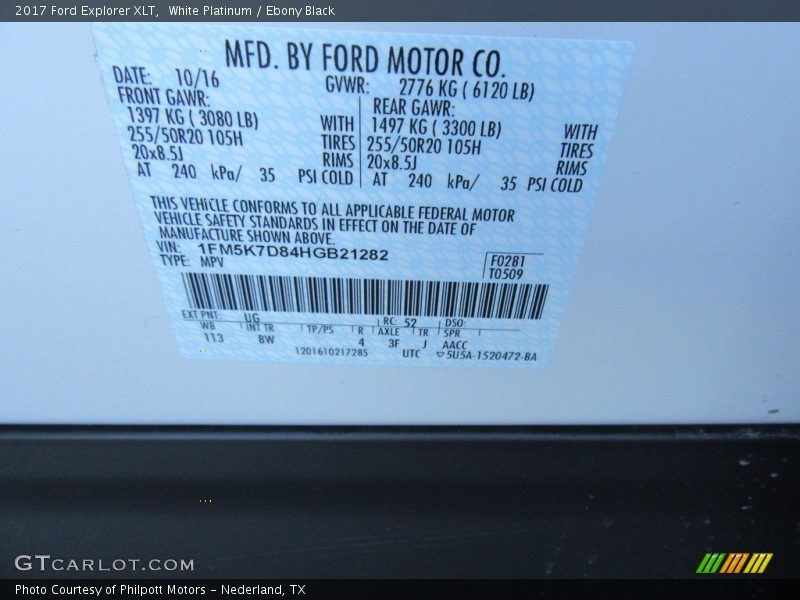 2017 Ford Explorer XLT, White Platinum / Ebony Black
MFD. BY FORD MOTOR CO.
DATE: 10/16 GVWR: 2776 KG ( 6120 LB)
FRONT GAWR: REAR GAWR:
1397 KG ( 3080 LB) WITH 1497 KG ( 3300 LB) WITH
255/50R20 105H TIRES 255/50R20 105H TIRES
20x8.5J RIMS 20x8.5J RIMS
AT 240 kPa/ 35 PSI COLD AT 240 kPa/ 35 PSI COLD
THIS VEHICLE CONFORMS TO ALL APPLICABLE FEDERAL MOTOR
VEHICLE SAFETY STANDARDS IN EFFECT ON THE DATE OF
MANUFACTURE SHOWN ABOVE.
VIN: 1FM5K7D84HGB21282 F0281
TYPE: MPV T0509
EXT PNT: UG RC: 52 DSO:
WB INT TR TP/PS R AXLE TR SPR
113 BW 4 3F J AACC
1201610217285 UTC ▽5U5A-1520472-BA
GTCARLOT.COM
Photo Courtesy of Philpott Motors - Nederland, TX